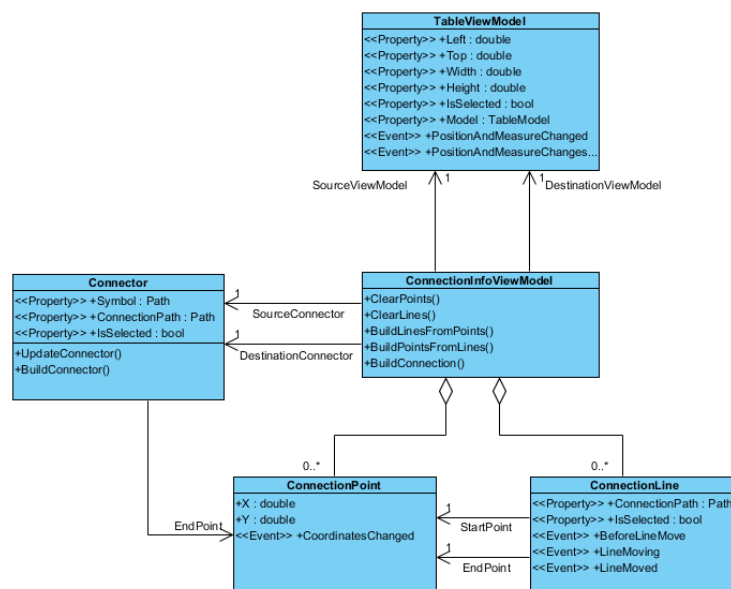 TableViewModel
<<Property>> +Left : double
<<Property>> +Top : double
<<Property>> +Width : double
<<Property>> +Height : double
<<Property>> +IsSelected : bool
<<Property>> +Model : TableModel
<<Event>> +PositionAndMeasureChanged
<<Event>> +PositionAndMeasureChanges...
SourceViewModel
1
1
DestinationViewModel
Connector
<<Property>> +Symbol : Path
<<Property>> +ConnectionPath : Path
<<Property>> +IsSelected : bool
+UpdateConnector()
+BuildConnector()
1
SourceConnector
1
DestinationConnector
ConnectionInfoViewModel
+ClearPoints()
+ClearLines()
+BuildLinesFromPoints()
+BuildPointsFromLines()
+BuildConnection()
0..*
0..*
EndPoint
ConnectionPoint
+X : double
+Y : double
<<Event>> +CoordinatesChanged
1
StartPoint
1
EndPoint
ConnectionLine
<<Property>> +ConnectionPath : Path
<<Property>> +IsSelected : bool
<<Event>> +BeforeLineMove
<<Event>> +LineMoving
<<Event>> +LineMoved